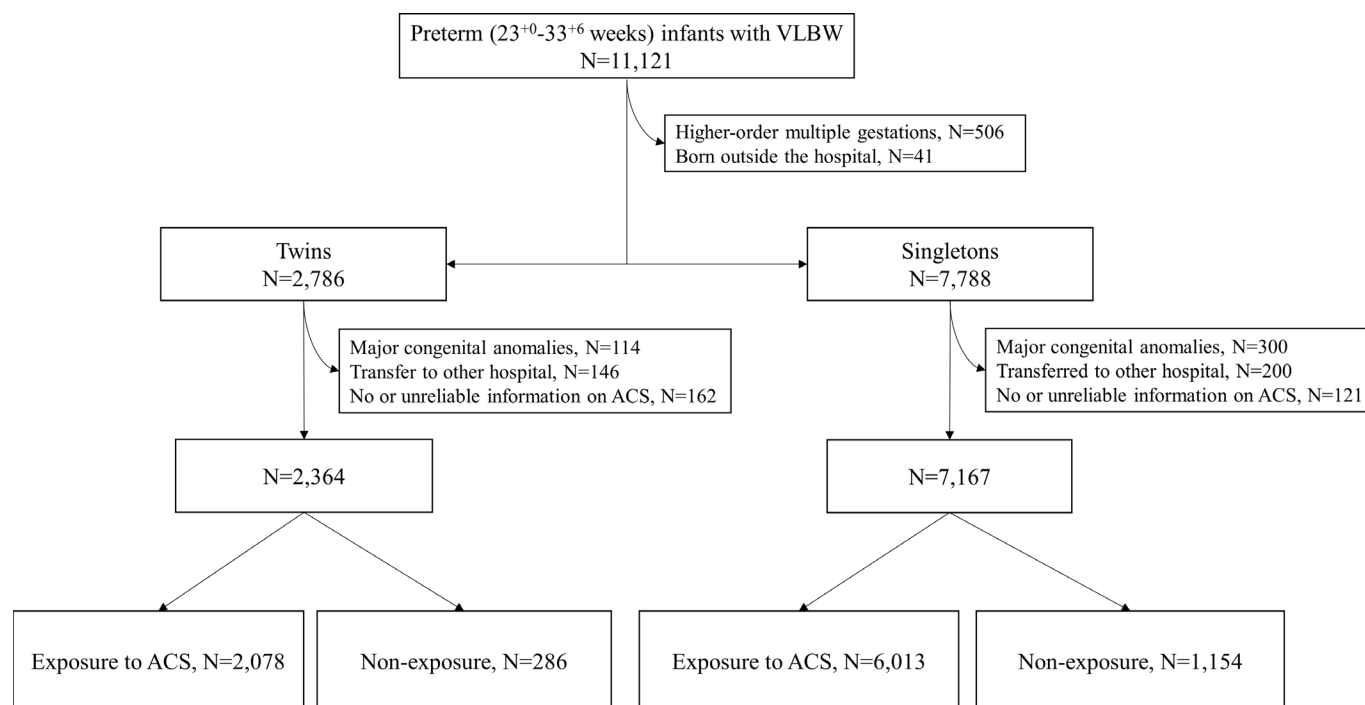 Preterm (23⁺⁰-33⁺⁶ weeks) infants with VLBW
N=11,121
Higher-order multiple gestations, N=506
Born outside the hospital, N=41
Twins
N=2,786
Singletons
N=7,788
Major congenital anomalies, N=114
Transfer to other hospital, N=146
No or unreliable information on ACS, N=162
Major congenital anomalies, N=300
Transferred to other hospital, N=200
No or unreliable information on ACS, N=121
N=2,364
N=7,167
Exposure to ACS, N=2,078
Non-exposure, N=286
Exposure to ACS, N=6,013
Non-exposure, N=1,154